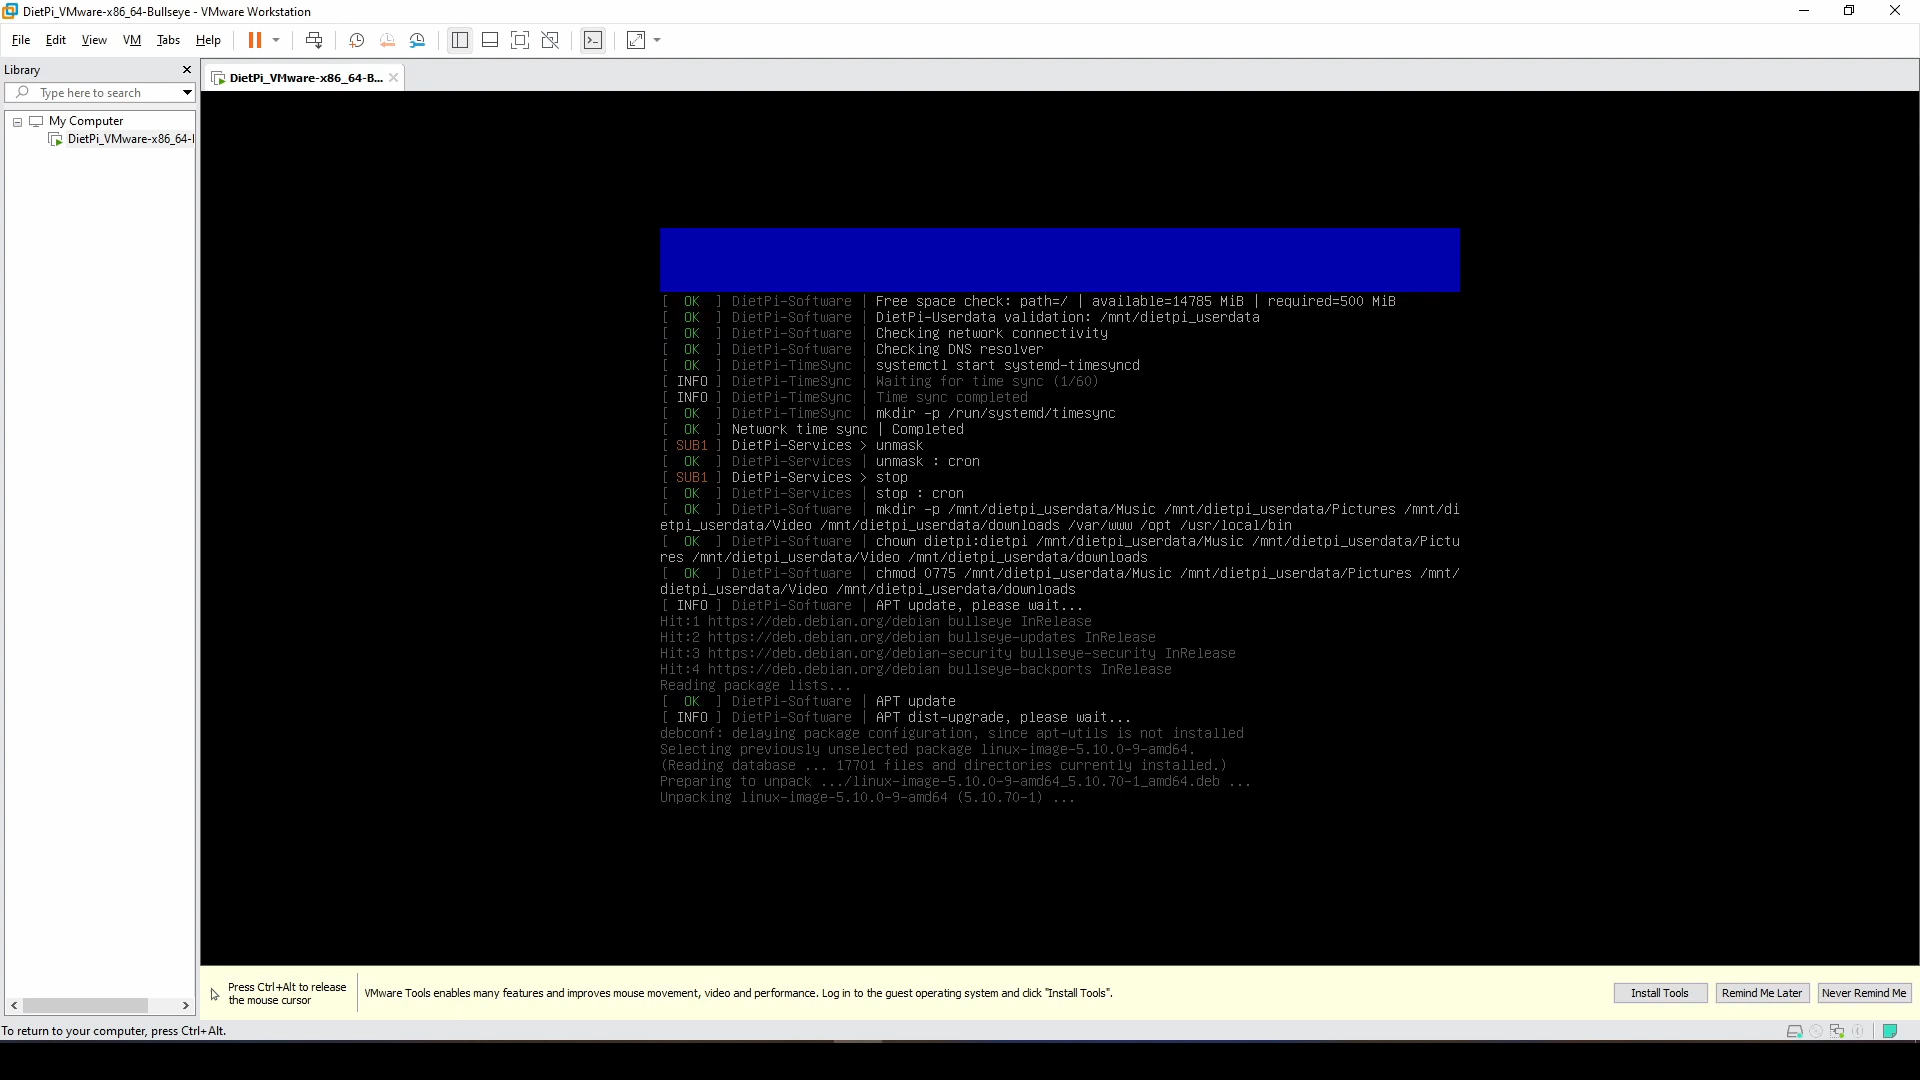 DietPi_VMware-x86_64-Bullseye - VMware Workstation
File Edit View VM Tabs Help
Library
DietPi_VMware-x86_64-B...
Type here to search
My Computer
DietPi_VMware-x86_64-
[ OK ] DietPi-Software | Free space check: path=/ | available=14785 MiB | required=500 MiB
[ OK ] DietPi-Software | DietPi-Userdata validation: /mnt/dietpi_userdata
[ OK ] DietPi-Software | Checking network connectivity
[ OK ] DietPi-Software | Checking DNS resolver
[ OK ] DietPi-TimeSync | systemctl start systemd-timesyncd
[ INFO ] DietPi-TimeSync | Waiting for time sync (1/60)
[ INFO ] DietPi-TimeSync | Time sync completed
[ OK ] DietPi-TimeSync | mkdir -p /run/systemd/timesync
[ OK ] Network time sync | Completed
[ SUB1 ] DietPi-Services > unmask
[ OK ] DietPi-Services | unmask : cron
[ SUB1 ] DietPi-Services > stop
[ OK ] DietPi-Services | stop : cron
[ OK ] DietPi-Software | mkdir -p /mnt/dietpi_userdata/Music /mnt/dietpi_userdata/Pictures /mnt/di
etpi_userdata/Video /mnt/dietpi_userdata/downloads /var/www /opt /usr/local/bin
[ OK ] DietPi-Software | chown dietpi:dietpi /mnt/dietpi_userdata/Music /mnt/dietpi_userdata/Pictu
res /mnt/dietpi_userdata/Video /mnt/dietpi_userdata/downloads
[ OK ] DietPi-Software | chmod 0775 /mnt/dietpi_userdata/Music /mnt/dietpi_userdata/Pictures /mnt/
dietpi_userdata/Video /mnt/dietpi_userdata/downloads
[ INFO ] DietPi-Software | APT update, please wait...
Hit:1 https://deb.debian.org/debian bullseye InRelease
Hit:2 https://deb.debian.org/debian bullseye-updates InRelease
Hit:3 https://deb.debian.org/debian-security bullseye-security InRelease
Hit:4 https://deb.debian.org/debian bullseye-backports InRelease
Reading package lists...
[ OK ] DietPi-Software | APT update
[ INFO ] DietPi-Software | APT dist-upgrade, please wait...
debconf: delaying package configuration, since apt-utils is not installed
Selecting previously unselected package linux-image-5.10.0-9-amd64.
(Reading database ... 17701 files and directories currently installed.)
Preparing to unpack .../linux-image-5.10.0-9-amd64_5.10.70-1_amd64.deb ...
Unpacking linux-image-5.10.0-9-amd64 (5.10.70-1) ...
Press Ctrl+Alt to release
the mouse cursor
VMware Tools enables many features and improves mouse movement, video and performance. Log in to the guest operating system and click "Install Tools".
Install Tools
Remind Me Later
Never Remind Me
To return to your computer, press Ctrl+Alt.